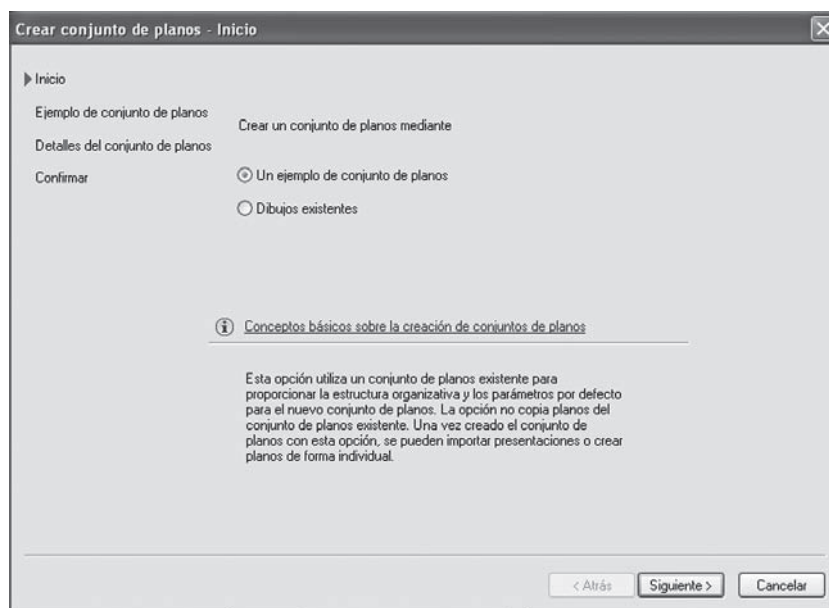 Crear conjunto de planos - Inicio
Inicio
Ejemplo de conjunto de planos
Detalles del conjunto de planos
Confirmar
Crear un conjunto de planos mediante
Un ejemplo de conjunto de planos
Dibujos existentes
Conceptos básicos sobre la creación de conjuntos de planos
Esta opción utiliza un conjunto de planos existente para
proporcionar la estructura organizativa y los parámetros por defecto
para el nuevo conjunto de planos. La opción no copia planos del
conjunto de planos existente. Una vez creado el conjunto de
planos con esta opción, se pueden importar presentaciones o crear
planos de forma individual.
< Atrás
Siguiente >
Cancelar